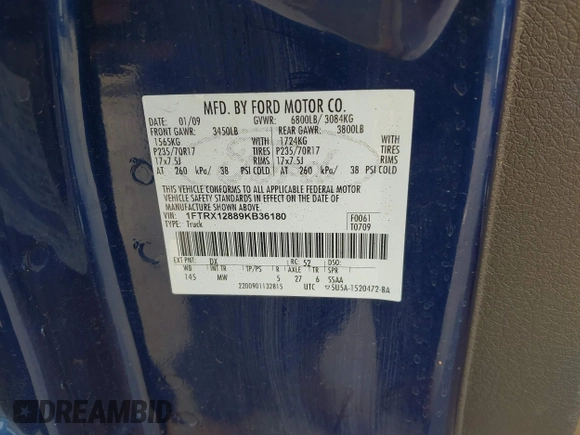 MFD. BY FORD MOTOR CO.
DATE: 01/09 GVWR: 6800LB/ 3084KG
FRONT GAWR: 3450LB REAR GAWR: 3800LB
1565KG WITH 1724KG WITH
P235/70R17 TIRES P235/70R17 TIRES
17x7.5J RIMS 17x7.5J RIMS
AT 260 kPa/ 38 PSI COLD AT 260 kPa/ 38 PSI COLD
THIS VEHICLE CONFORMS TO ALL APPLICABLE FEDERAL MOTOR
VEHICLE SAFETY STANDARDS IN EFFECT ON THE DATE OF
MANUFACTURE SHOWN ABOVE.
VIN: 1FTRX12889KB36180 F0061
TYPE: Truck T0709
EXT PNT: DX RC: 52 DSO:
WB INT TR TP/PS R AXLE TR SPR
145 MW 5 27 6 SSAA
2200901132815 UTC 5U5A-1520472-BA
DREAMBID.com